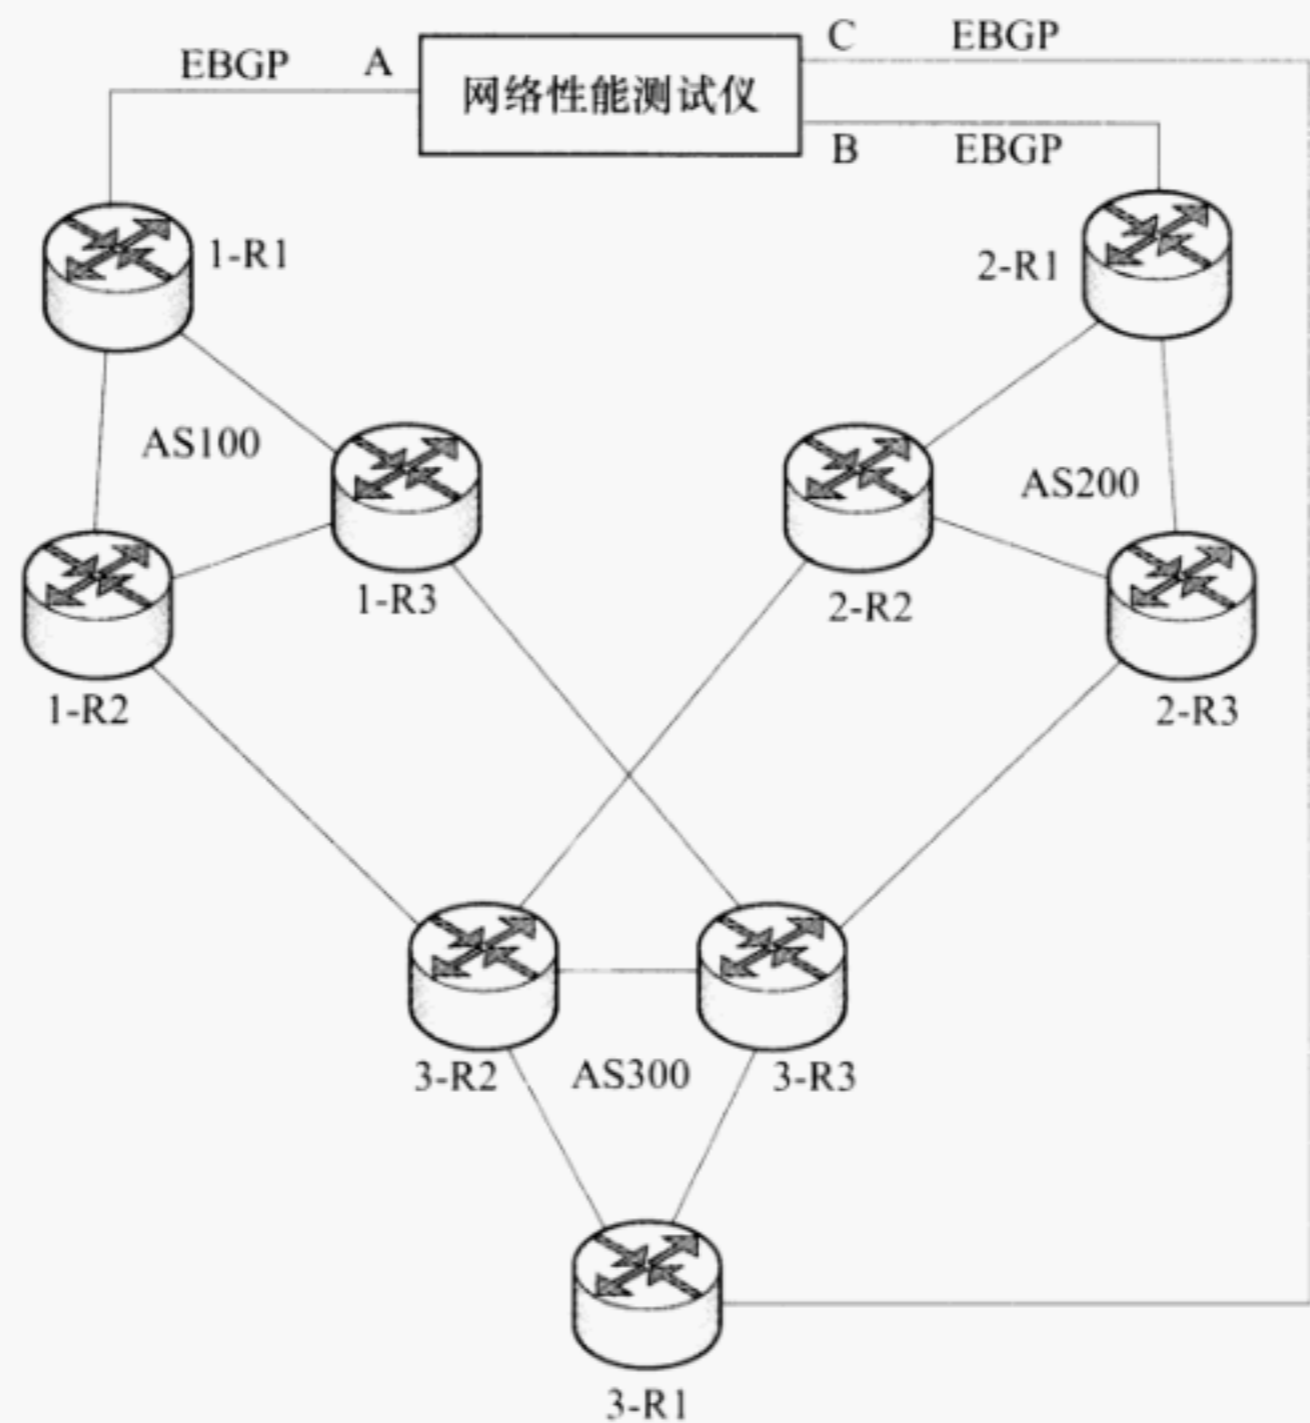 EBGP
A
网络性能测试仪
C
EBGP
B
EBGP
1-R1
2-R1
AS100
AS200
1-R3
2-R2
1-R2
2-R3
3-R2
AS300
3-R3
3-R1